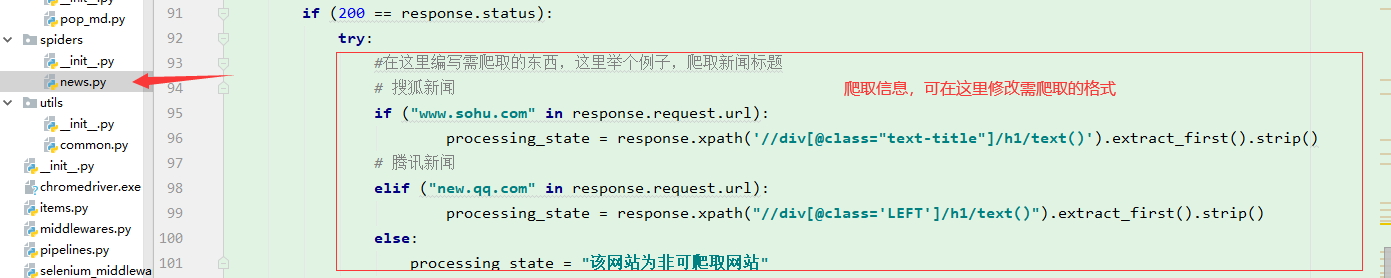 __init__.py
pop_md.py
spiders
__init__.py
news.py
utils
__init__.py
common.py
__init__.py
chromedriver.exe
items.py
middlewares.py
pipelines.py
selenium_middlewa
91 if (200 == response.status):
92 try:
93 #在这里编写需爬取的东西，这里举个例子，爬取新闻标题
94 # 搜狐新闻
爬取信息，可在这里修改需爬取的格式
95 if ("www.sohu.com" in response.request.url):
96 processing_state = response.xpath('//div[@class="text-title"]/h1/text()').extract_first().strip()
97 # 腾讯新闻
98 elif ("new.qq.com" in response.request.url):
99 processing_state = response.xpath("//div[@class='LEFT']/h1/text()").extract_first().strip()
100 else:
101 processing_state = "该网站为非可爬取网站"